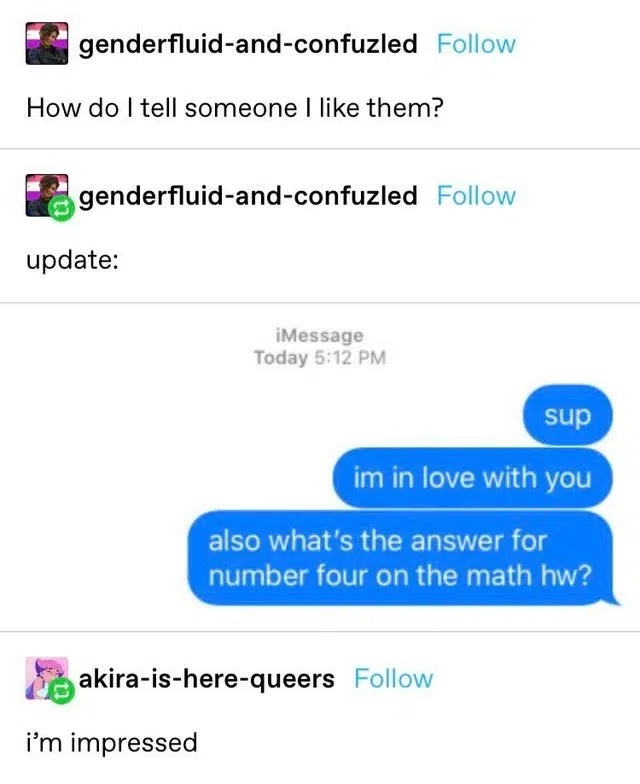 genderfluid-and-confuzled Follow
How do I tell someone I like them?
genderfluid-and-confuzled Follow
update:
iMessage
Today 5:12 PM
sup
im in love with you
also what's the answer for
number four on the math hw?
akira-is-here-queers Follow
i'm impressed